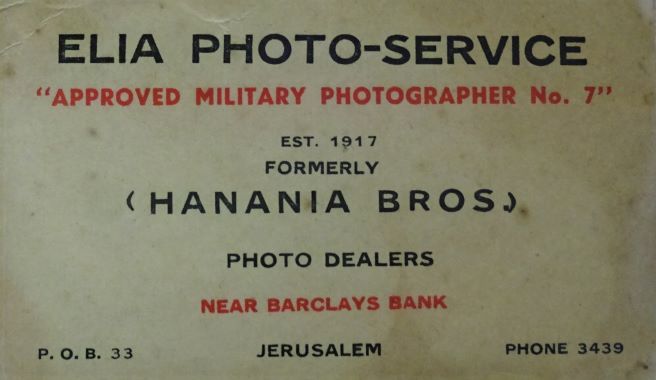 ELIA PHOTO-SERVICE
"APPROVED MILITARY PHOTOGRAPHER No. 7"
EST. 1917
FORMERLY
(HANANIA BROS.)
PHOTO DEALERS
NEAR BARCLAYS BANK
P. O. B. 33 JERUSALEM PHONE 3439